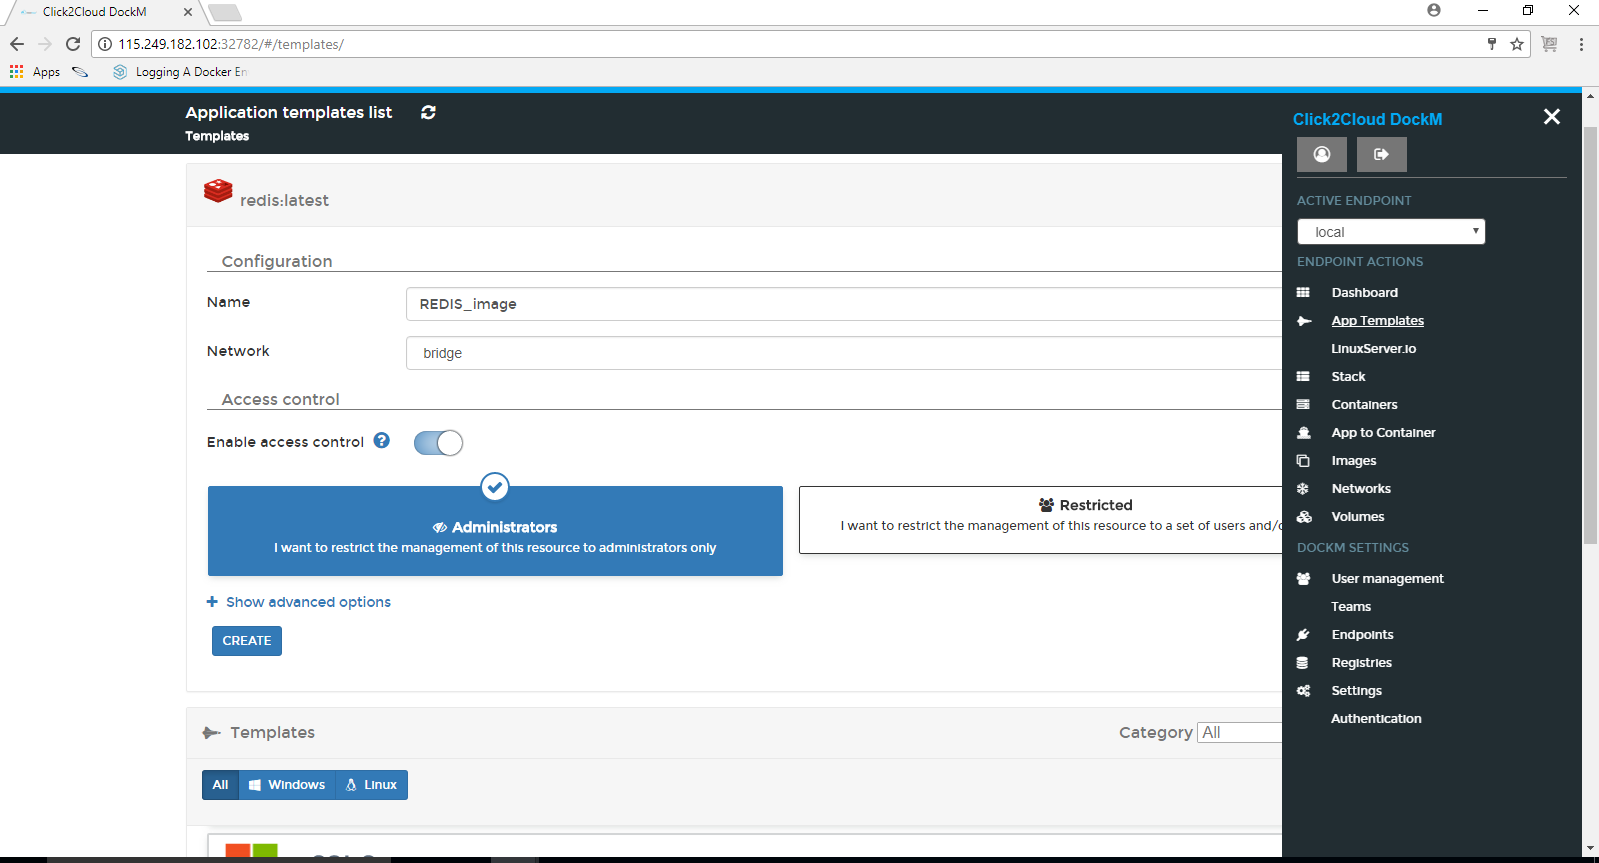 Click2Cloud DockM
115.249.182.102:32782/#/templates/
Apps
Logging A Docker En
Application templates list
Templates
redis:latest
Configuration
Name
REDIS_image
Network
bridge
Access control
Enable access control
Administrators
I want to restrict the management of this resource to administrators only
Restricted
I want to restrict the management of this resource to a set of users and/
Show advanced options
CREATE
Templates
Category All
All Windows Linux
Click2Cloud DockM
ACTIVE ENDPOINT
local
ENDPOINT ACTIONS
Dashboard
App Templates
LinuxServer.io
Stack
Containers
App to Container
Images
Networks
Volumes
DOCKM SETTINGS
User management
Teams
Endpoints
Registries
Settings
Authentication